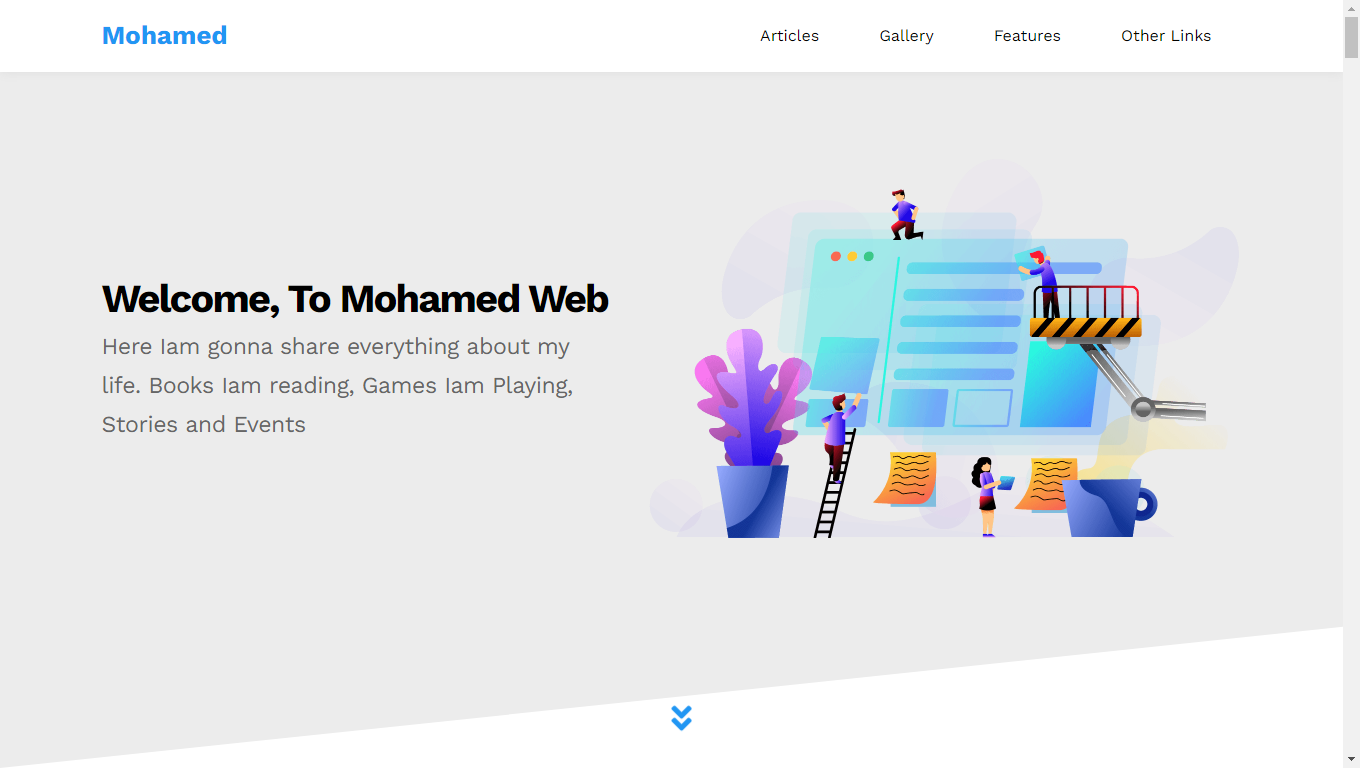 Mohamed
Articles
Gallery
Features
Other Links
Welcome, To Mohamed Web
Here Iam gonna share everything about my
life. Books Iam reading, Games Iam Playing,
Stories and Events